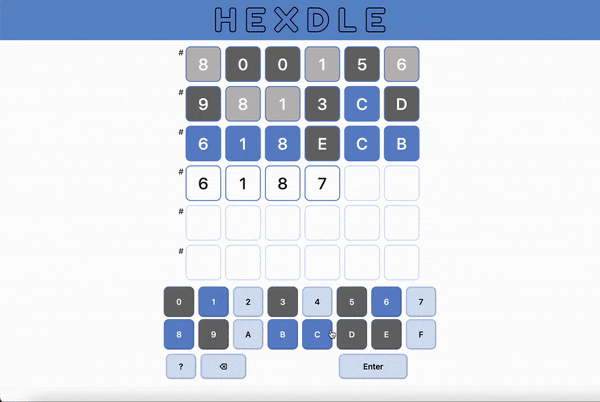 HEXDLE
# 8 0 0 1 5 6
# 9 8 1 3 C D
# 6 1 8 E C B
# 6 1 8 7
#
#
0 1 2 3 4 5 6 7
8 9 A B C D E F
? ⌫ Enter